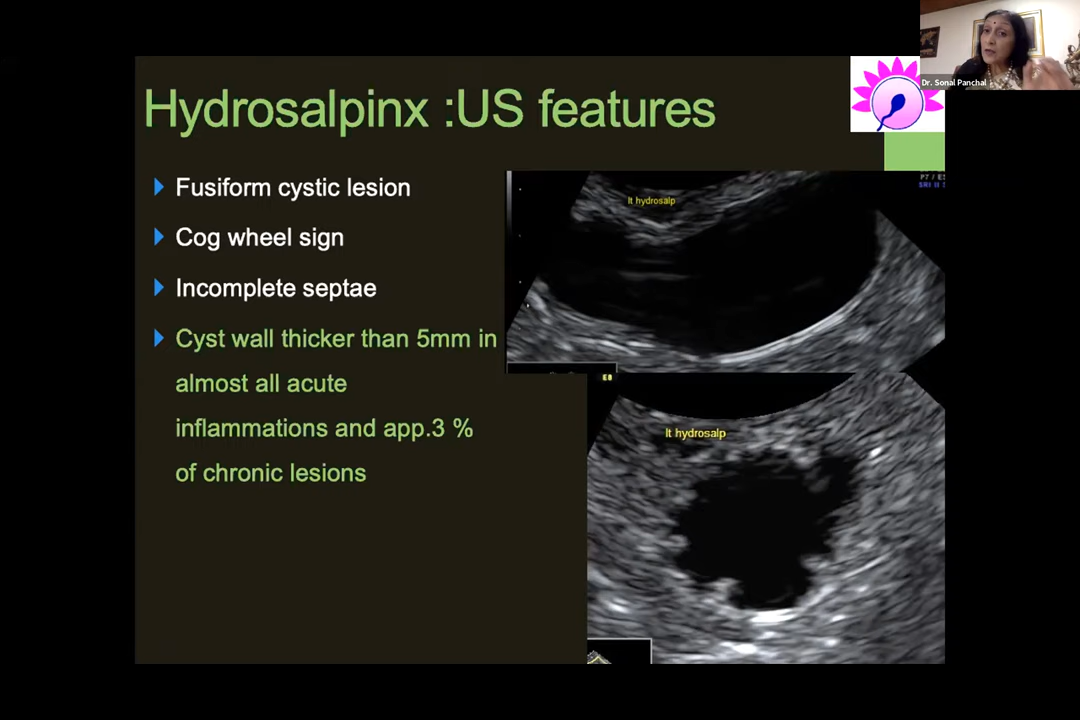 Dr. Sonal Panchal
Hydrosalpinx :US features
Fusiform cystic lesion
Cog wheel sign
Incomplete septae
Cyst wall thicker than 5mm in
almost all acute
inflammations and app.3 %
of chronic lesions
lt hydrosalp
lt hydrosalp